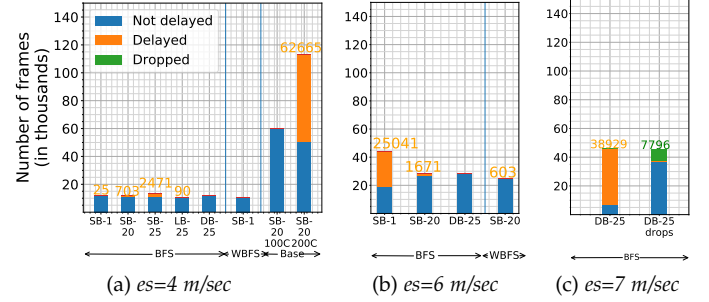 Number of frames
(in thousands)
140
120
100
80
60
40
20
Not delayed
Delayed
Dropped
62665
25
703
2471
90
SB-1
SB-
20
SB-
25
LB-
25
DB-
25
SB-1
SB-
20
100C
SB-
20
200C
BFS
WBFS
Base
(a) es=4 m/sec
140
120
100
80
60
40
20
25041
1671
603
SB-1
SB-20
DB-25
SB-20
BFS
WBFS
(b) es=6 m/sec
140
120
100
80
60
40
20
38929
7796
DB-25
DB-25
drops
BFS
(c) es=7 m/sec